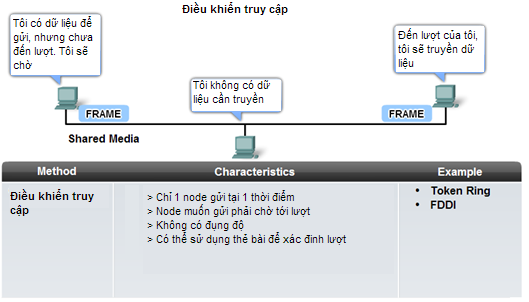 Điều khiển truy cập
Tôi có dữ liệu để
gửi, nhưng chưa
đến lượt. Tôi sẽ
chờ
Tôi không có dữ
liệu cần truyền
Đến lượt của tôi,
tôi sẽ truyền dữ
liệu
FRAME
FRAME
Shared Media
Method
Characteristics
Example
Điều khiển truy
cập
> Chỉ 1 node gửi tại 1 thời điểm
> Node muốn gửi phải chờ tới lượt
> Không có đụng độ
> Có thể sử dụng thẻ bài để xác đinh lượt
• Token Ring
• FDDI